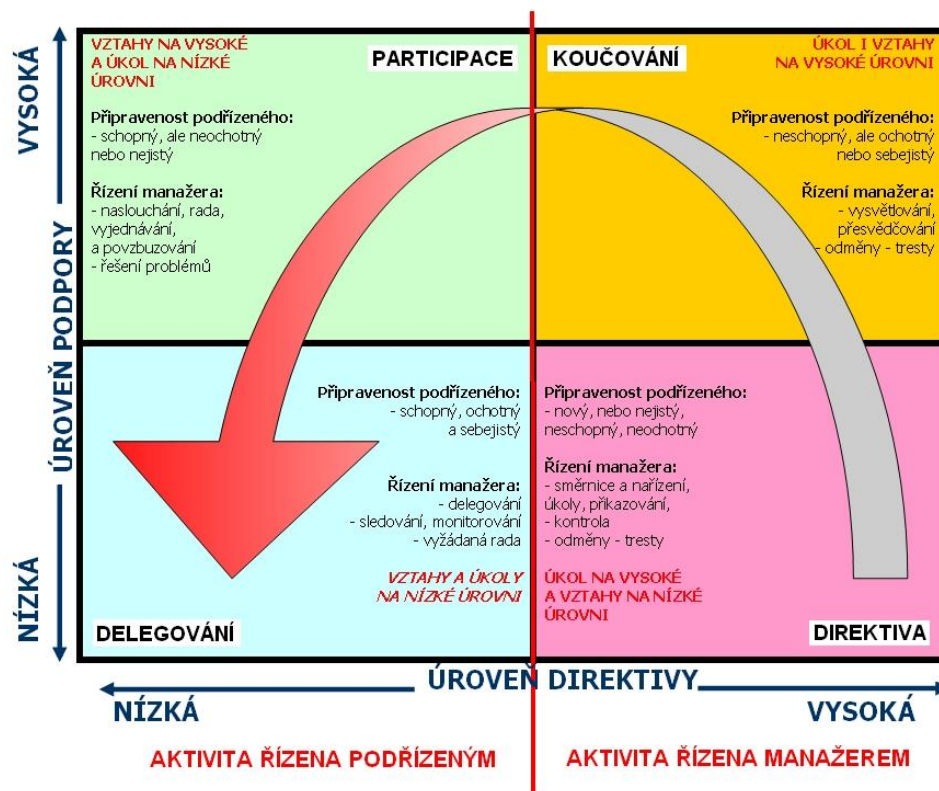 VYSOKÁ
ÚROVEŇ PODPORY
NÍZKÁ
VZTAHY NA VYSOKÉ
A ÚKOL NA NÍZKÉ
ÚROVNI
PARTICIPACE
Připravenost podřízeného:
- schopný, ale neochotný
nebo nejistý
Řízení manažera:
- naslouchání, rada,
vyjednávání,
a povzbuzování
- řešení problémů
KOUČOVÁNÍ
ÚKOL I VZTAHY
NA VYSOKÉ ÚROVNI
Připravenost podřízeného:
- neschopný, ale ochotný
nebo sebejistý
Řízení manažera:
- vysvětlování,
přesvědčování
- odměny - tresty
Připravenost podřízeného:
- schopný, ochotný
a sebejistý
Řízení manažera:
- delegování
- sledování, monitorování
- vyžádaná rada
VZTAHY A ÚKOLY
NA NÍZKÉ ÚROVNI
DELEGOVÁNÍ
Připravenost podřízeného:
- nový, nebo nejistý,
neschopný, neochotný
Řízení manažera:
- směrnice a nařízení,
úkoly, přikazování,
- kontrola
- odměny - tresty
ÚKOL NA VYSOKÉ
A VZTAHY NA NÍZKÉ
ÚROVNI
DIREKTIVA
ÚROVEŇ DIREKTIVY
NÍZKÁ
VYSOKÁ
AKTIVITA ŘÍZENA PODŘÍZENÝM
AKTIVITA ŘÍZENA MANAŽEREM